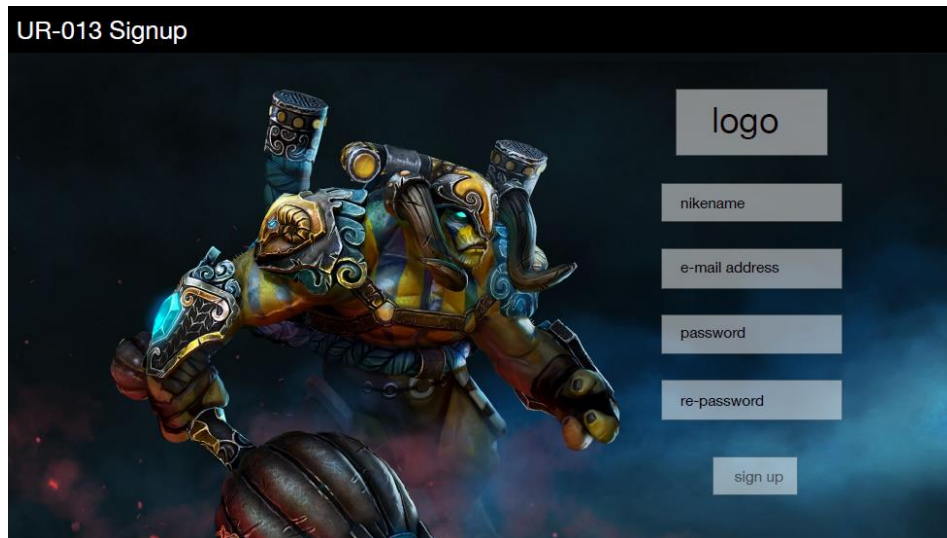 UR-013 Signup
logo
nikename
e-mail address
password
re-password
sign up